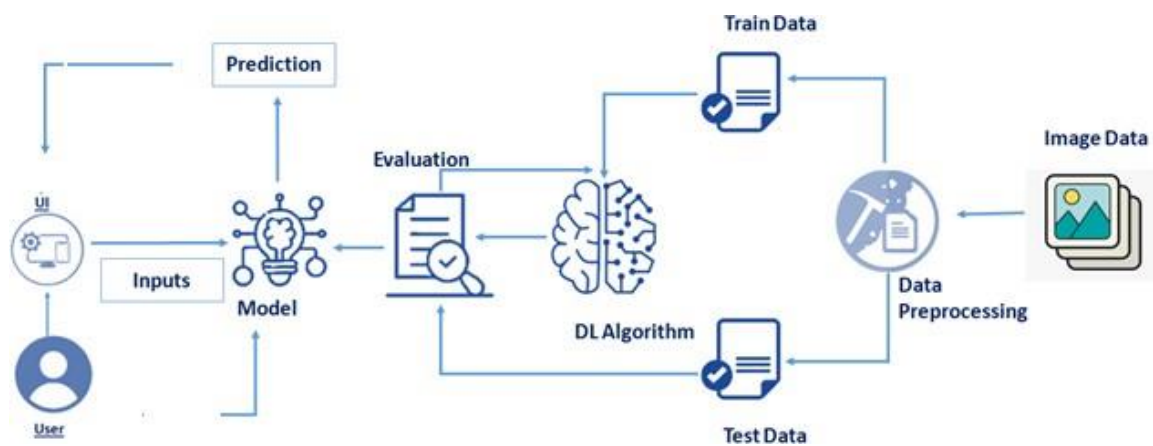 Train Data
Prediction
Image Data
Evaluation
UI
Inputs
Model
Data
Preprocessing
DL Algorithm
User
Test Data